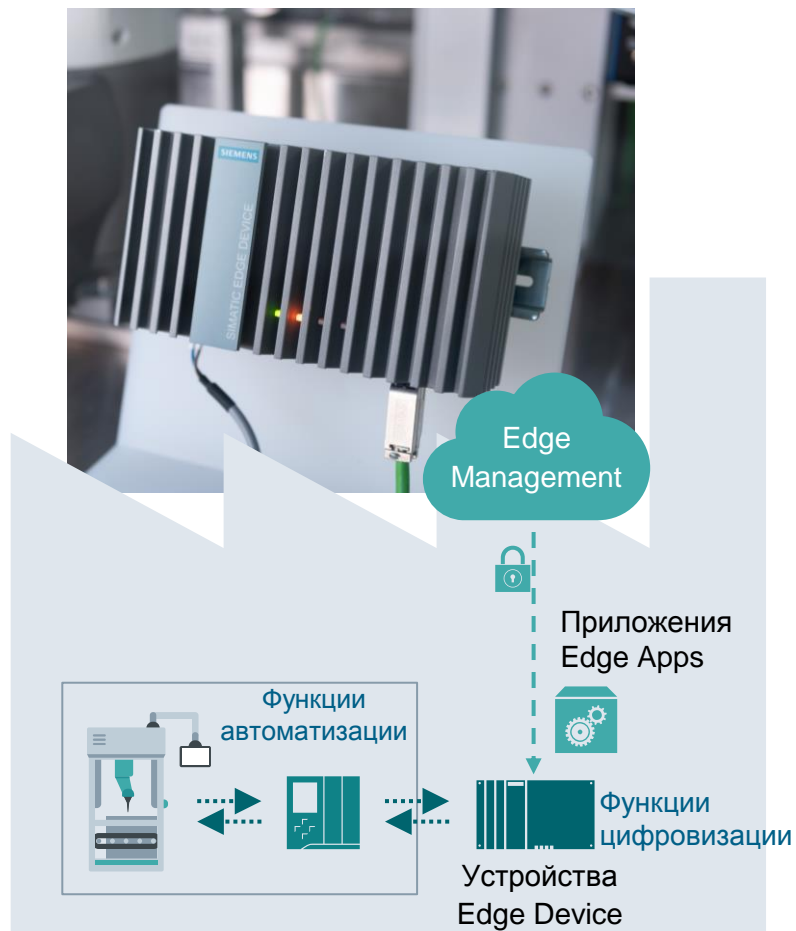 SIEMENS
SIMATIC EDGE DEVICE
Edge
Management
Приложения
Edge Apps
Функции
автоматизации
Функции
цифровизации
Устройства
Edge Device